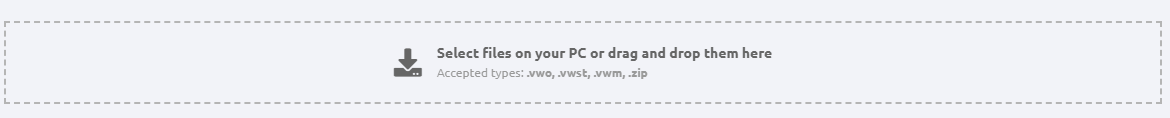 Select files on your PC or drag and drop them here
Accepted types: .vwo, .vwst, .vwm, .zip